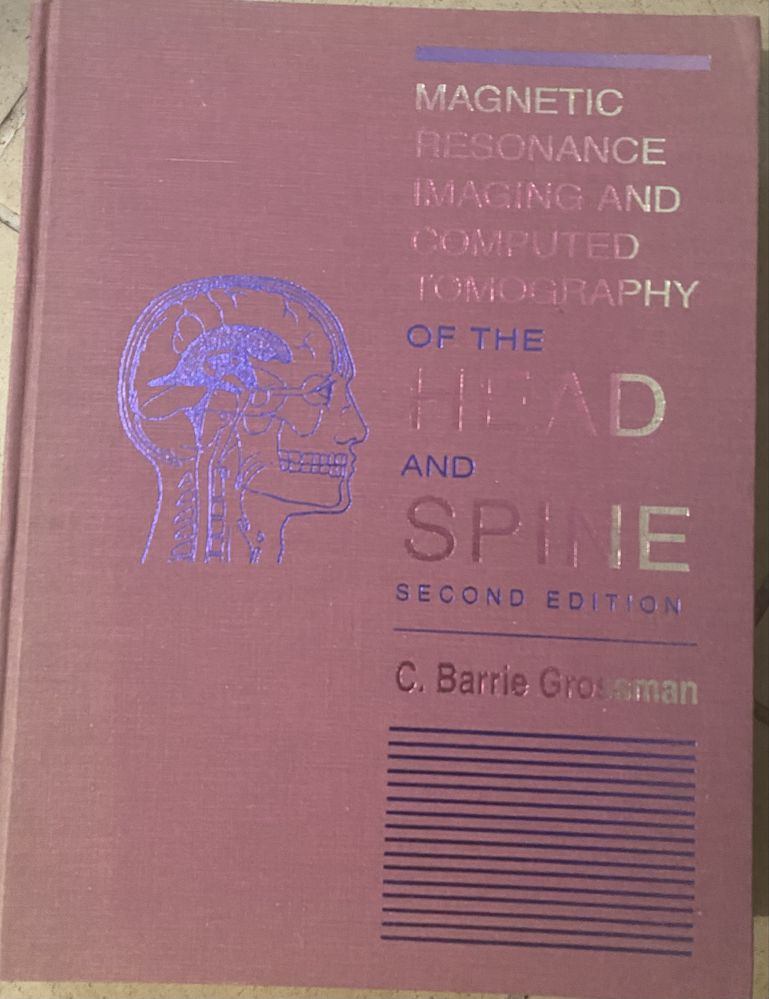 MAGNETIC
RESONANCE
IMAGING AND
COMPUTED
TOMOGRAPHY
OF THE
HEAD
AND
SPINE
SECOND EDITION
C. Barrie Grossman